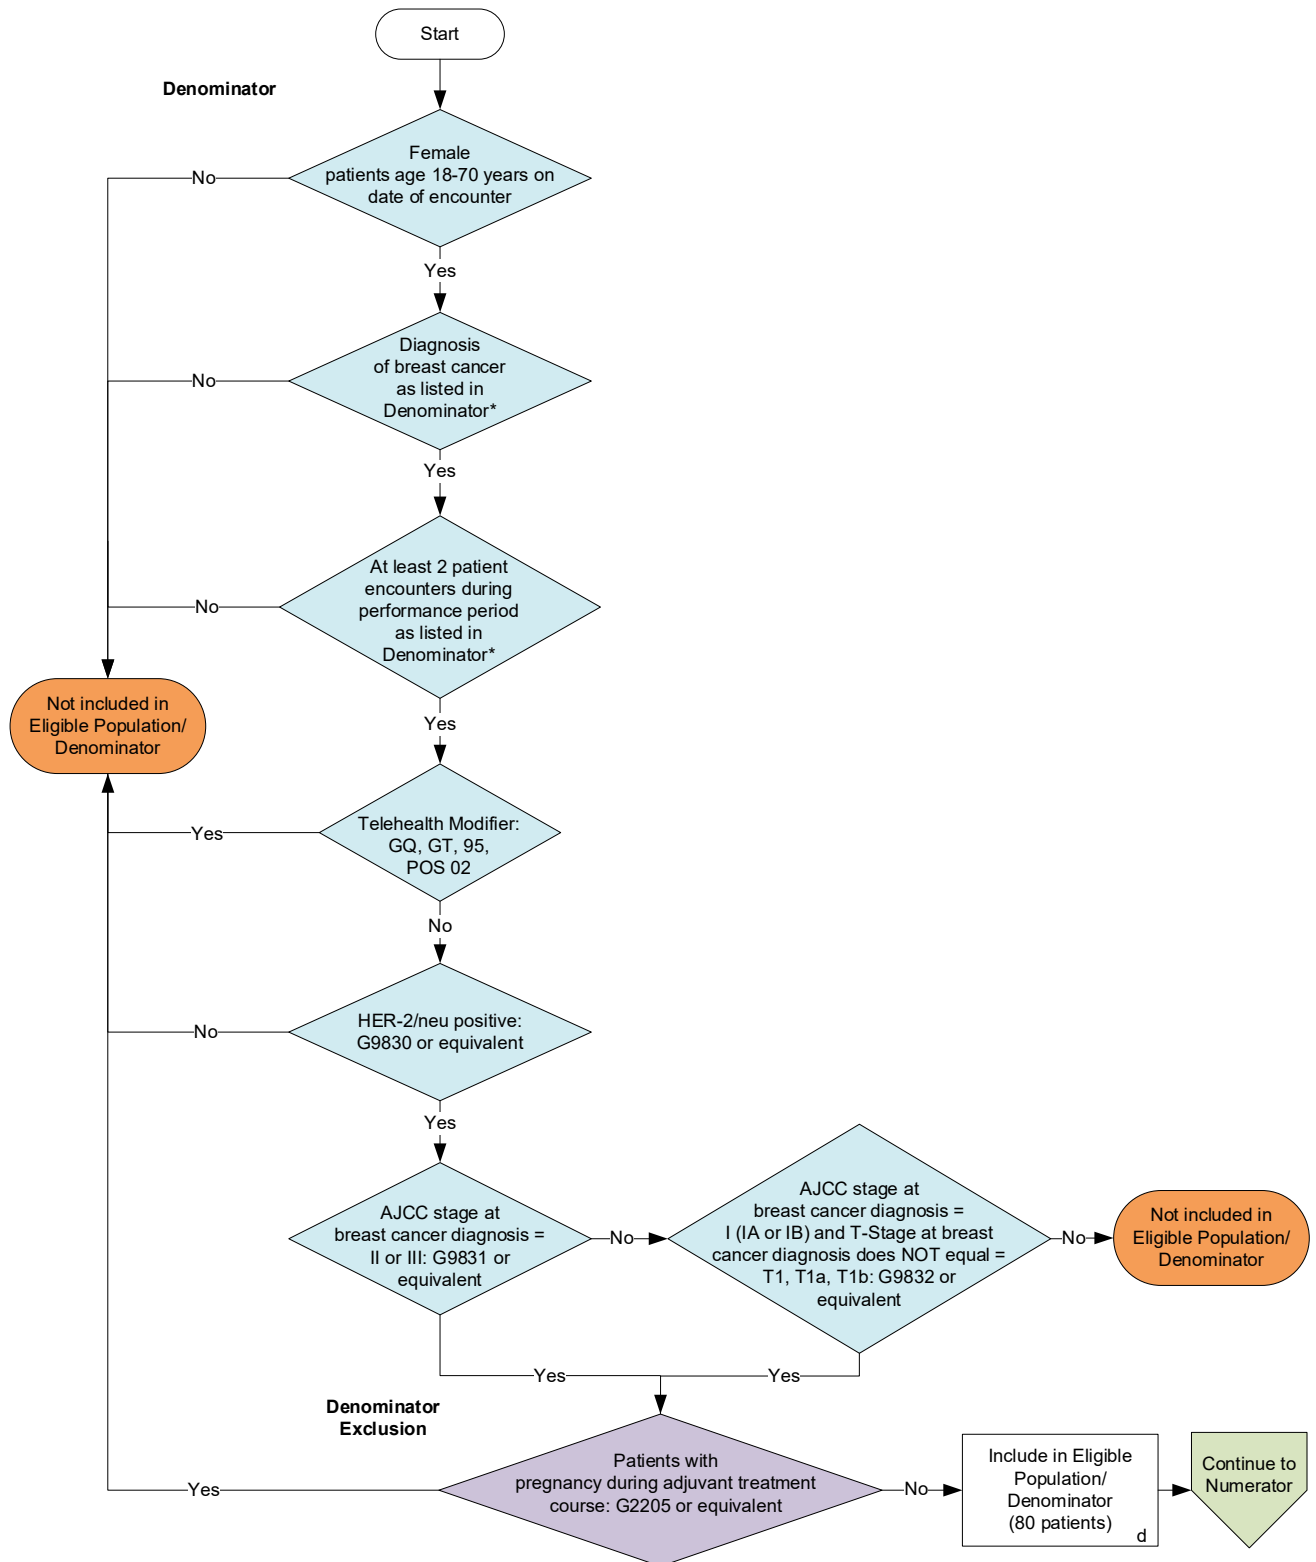 Start
Denominator
Female
patients age 18-70 years on
date of encounter
No
Yes
Diagnosis
of breast cancer
as listed in
Denominator*
No
Yes
At least 2 patient
encounters during
performance period
as listed in
Denominator*
No
Not included in
Eligible Population/
Denominator
Yes
Telehealth Modifier:
GQ, GT, 95,
POS 02
Yes
No
HER-2/neu positive:
G9830 or equivalent
No
Yes
AJCC stage at
breast cancer diagnosis =
II or III: G9831 or
equivalent
No
AJCC stage at
breast cancer diagnosis =
I (IA or IB) and T-Stage at breast
cancer diagnosis does NOT equal =
T1, T1a, T1b: G9832 or
equivalent
No
Not included in
Eligible Population/
Denominator
Yes
Yes
Denominator
Exclusion
Patients with
pregnancy during adjuvant treatment
course: G2205 or equivalent
Yes
No
Include in Eligible
Population/
Denominator
(80 patients)
d
Continue to
Numerator